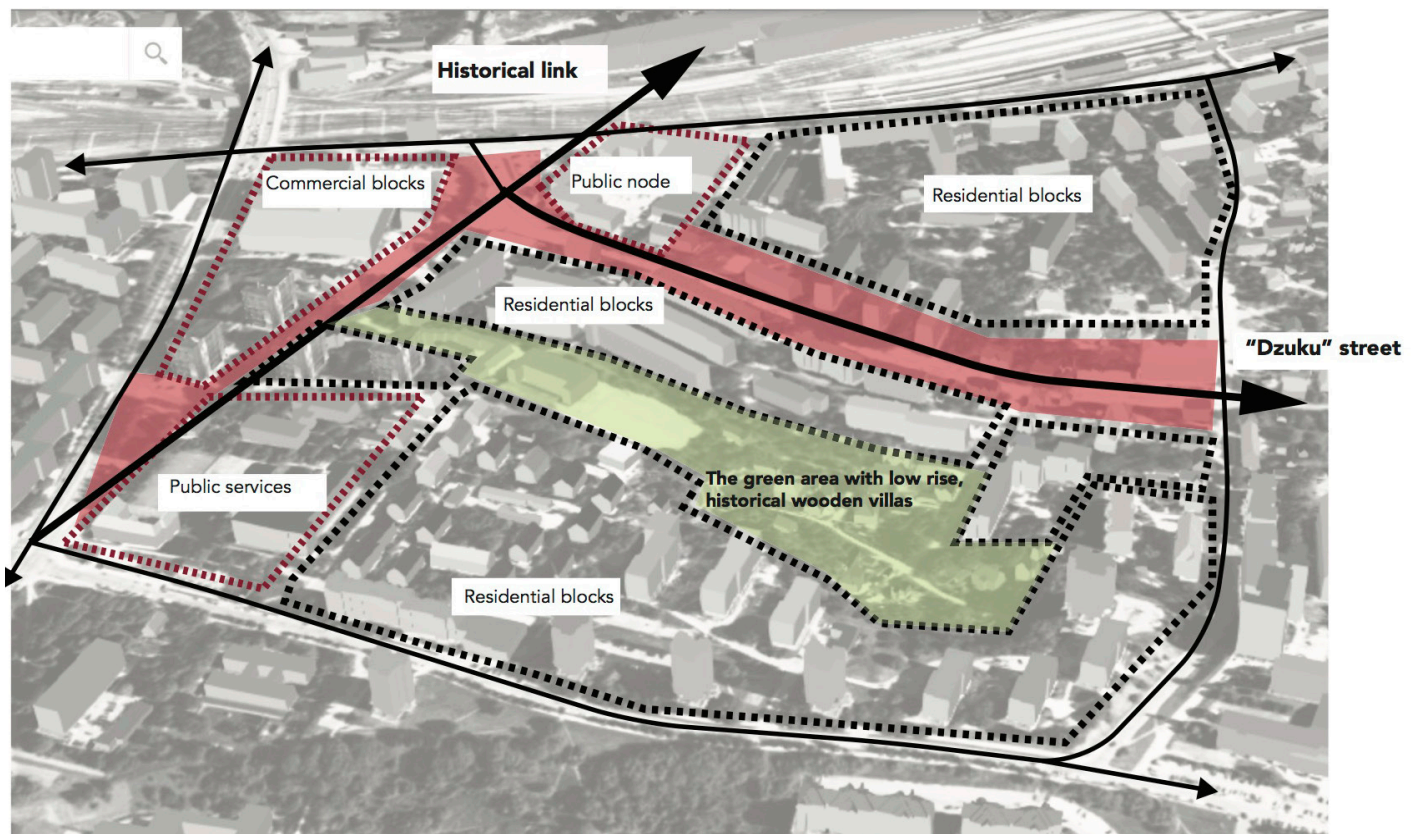 Historical link
Commercial blocks
Public node
Residential blocks
Residential blocks
"Dzuku" street
The green area with low rise,
historical wooden villas
Public services
Residential blocks